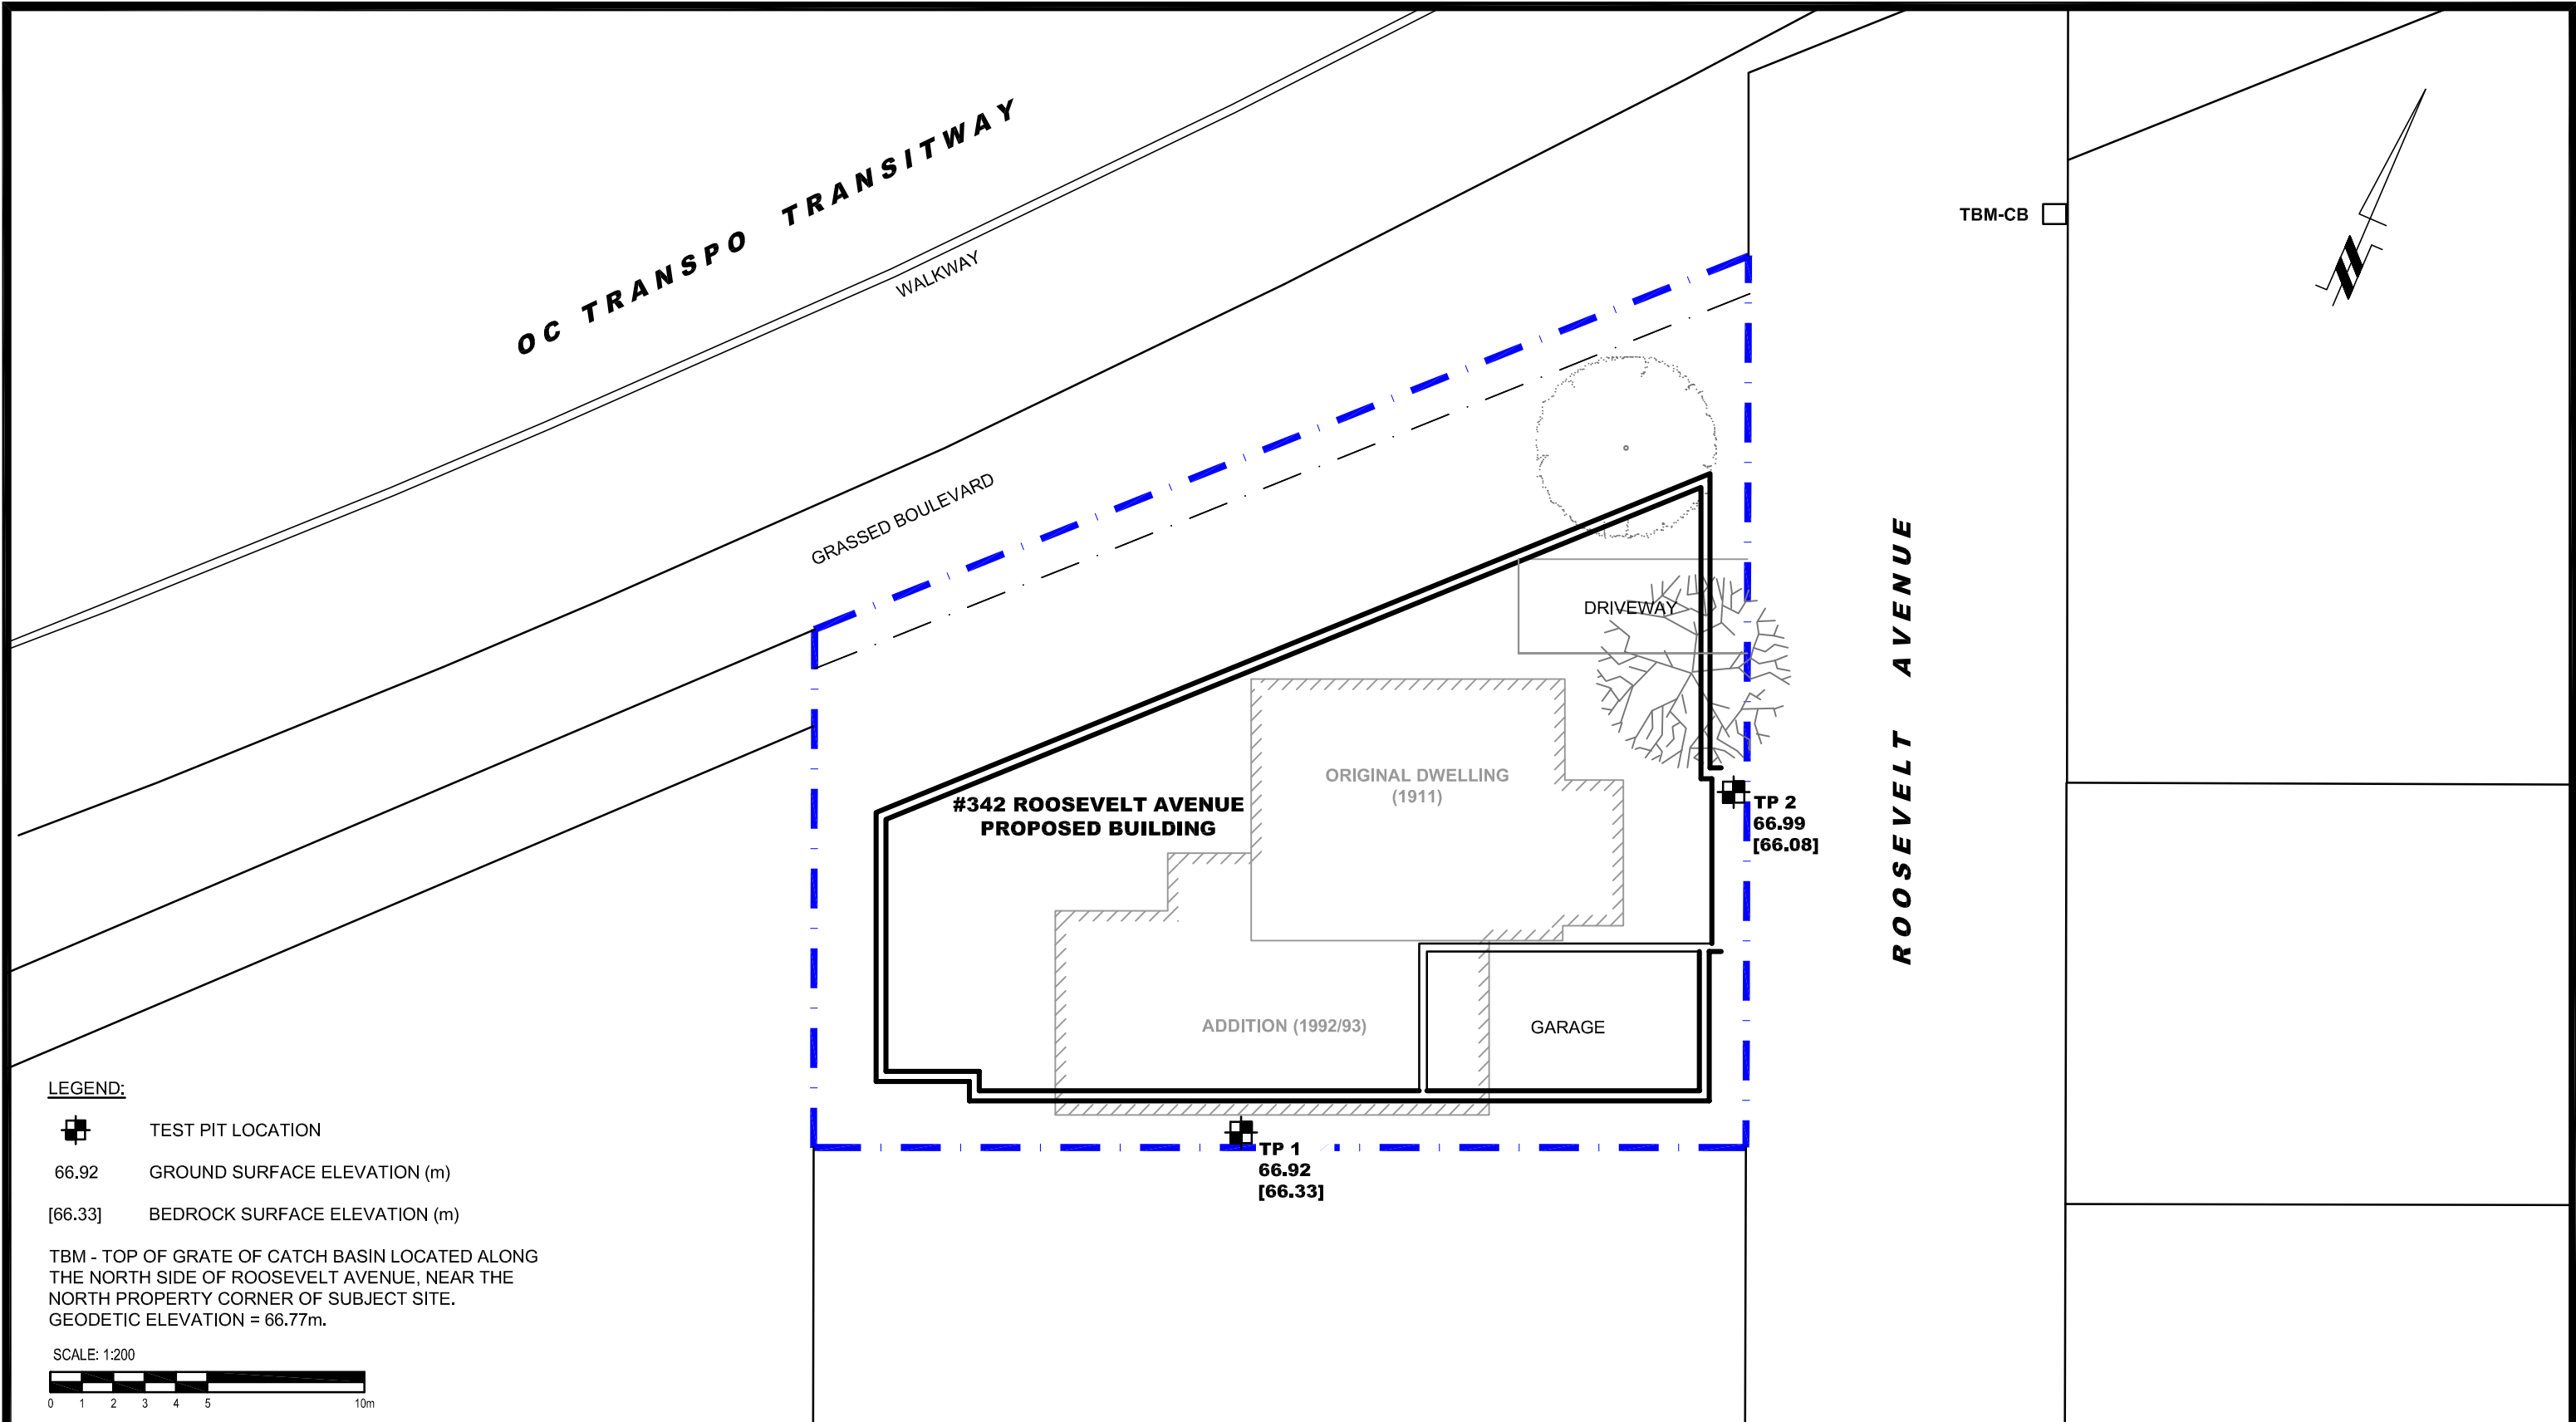 OC TRANSPO TRANSITWAY
WALKWAY
TBM-CB
GRASSED BOULEVARD
DRIVEWAY
ROOSEVELT AVENUE
ORIGINAL DWELLING
(1911)
#342 ROOSEVELT AVENUE
PROPOSED BUILDING
TP 2
66.99
[66.08]
ADDITION (1992/93)
GARAGE
TP 1
66.92
[66.33]
LEGEND:
TEST PIT LOCATION
66.92 GROUND SURFACE ELEVATION (m)
[66.33] BEDROCK SURFACE ELEVATION (m)
TBM - TOP OF GRATE OF CATCH BASIN LOCATED ALONG
THE NORTH SIDE OF ROOSEVELT AVENUE, NEAR THE
NORTH PROPERTY CORNER OF SUBJECT SITE.
GEODETIC ELEVATION = 66.77m.
SCALE: 1:200
0 1 2 3 4 5 10m